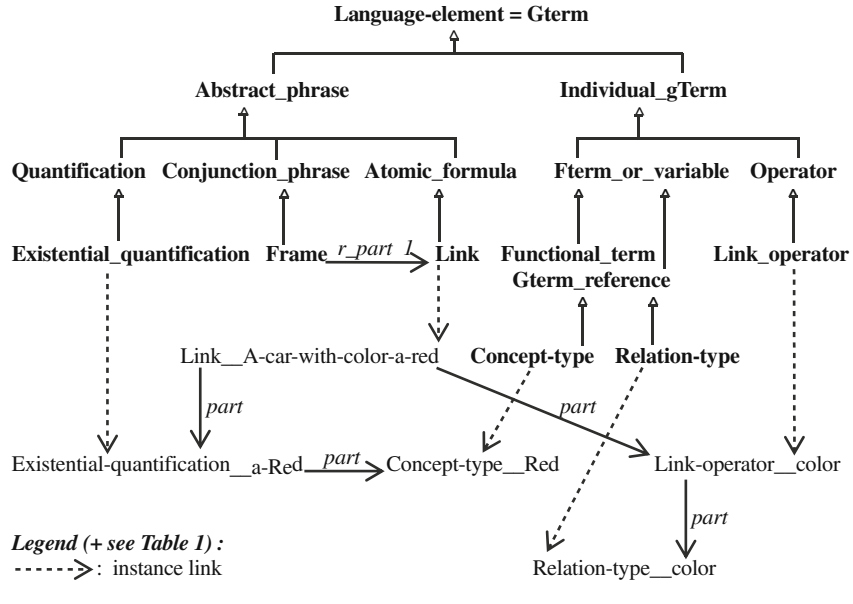 Language-element = Gterm
Abstract_phrase Individual_gTerm
Quantification Conjunction_phrase Atomic_formula Fterm_or_variable Operator
Existential_quantification Frame r_part 1 Link Functional_term Link_operator
Gterm_reference
Link__A-car-with-color-a-red Concept-type Relation-type
part part
Existential-quantification__a-Red part Concept-type__Red Link-operator__color
part
Legend (+ see Table 1) :
: instance link Relation-type__color